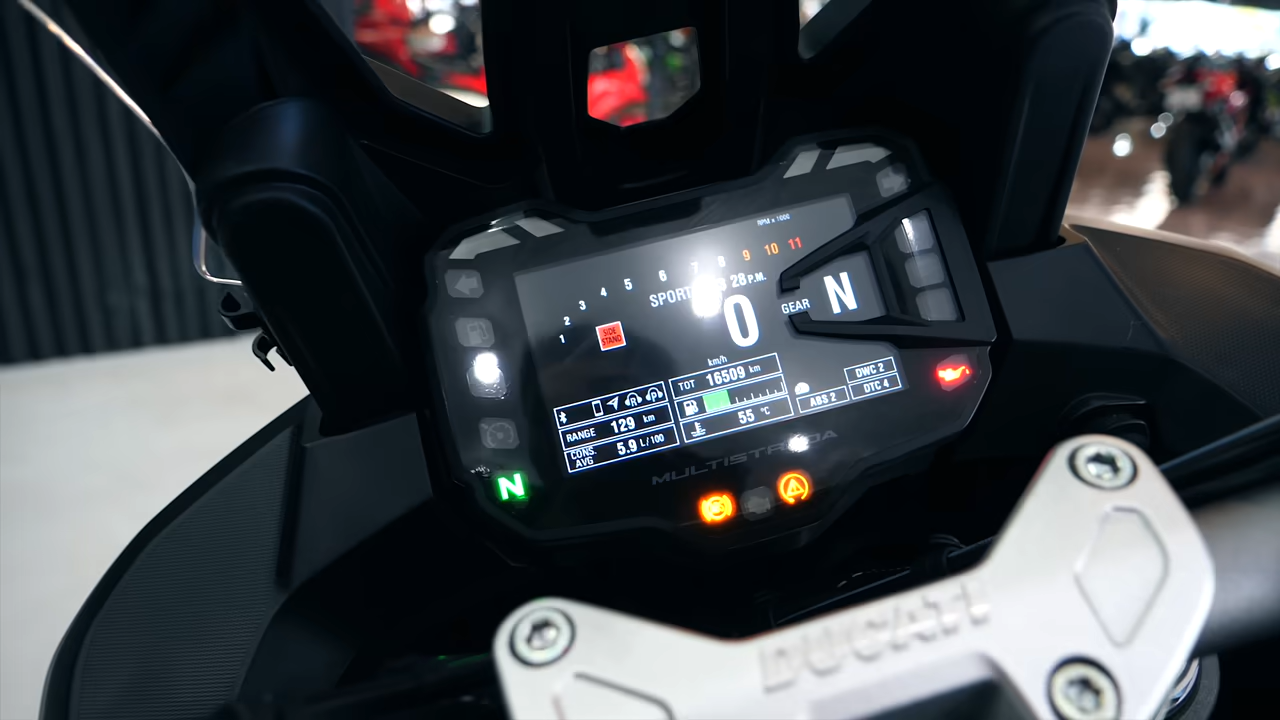 RPM x 1000
1 2 3 4 5 6 7 8 9 10 11
SPORT 28 P.M.
SIDE
STAND
0
GEAR N
km/h
TOT 16509 km
RANGE 129 km
55 °C
CONS.
AVG 5.9 L/100
DWC 2
ABS 2 DTC 4
MULTISTRADA
N
DUCATI